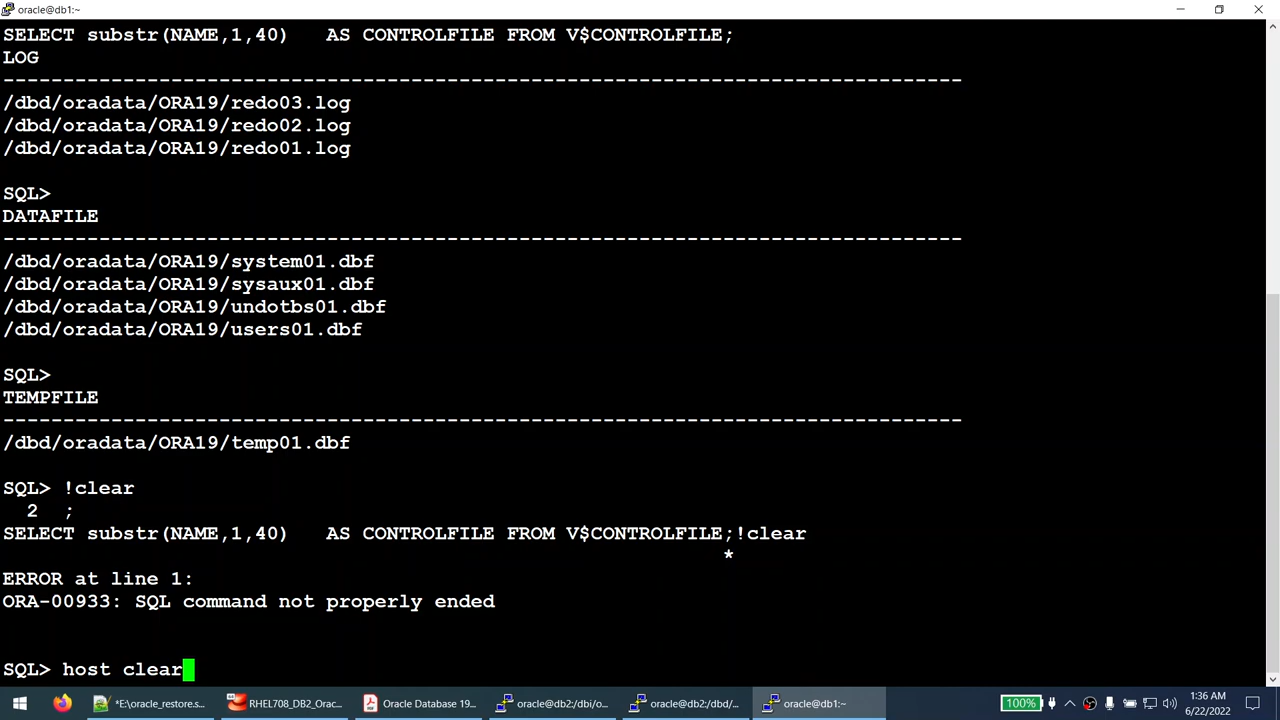 oracle@db1:~
SELECT substr(NAME,1,40)   AS CONTROLFILE FROM V$CONTROLFILE;
LOG
--------------------------------------------------------------------------------
/dbd/oradata/ORA19/redo03.log
/dbd/oradata/ORA19/redo02.log
/dbd/oradata/ORA19/redo01.log
SQL>
DATAFILE
--------------------------------------------------------------------------------
/dbd/oradata/ORA19/system01.dbf
/dbd/oradata/ORA19/sysaux01.dbf
/dbd/oradata/ORA19/undotbs01.dbf
/dbd/oradata/ORA19/users01.dbf
SQL>
TEMPFILE
--------------------------------------------------------------------------------
/dbd/oradata/ORA19/temp01.dbf
SQL> !clear
  2  ;
SELECT substr(NAME,1,40)   AS CONTROLFILE FROM V$CONTROLFILE;!clear
*
ERROR at line 1:
ORA-00933: SQL command not properly ended
SQL> host clear
*E:\oracle_restore.s... RHEL708_DB2_Orac... Oracle Database 19... oracle@db2:/dbi/o... oracle@db2:/dbd/... oracle@db1:~ 100% 1:36 AM
6/22/2022